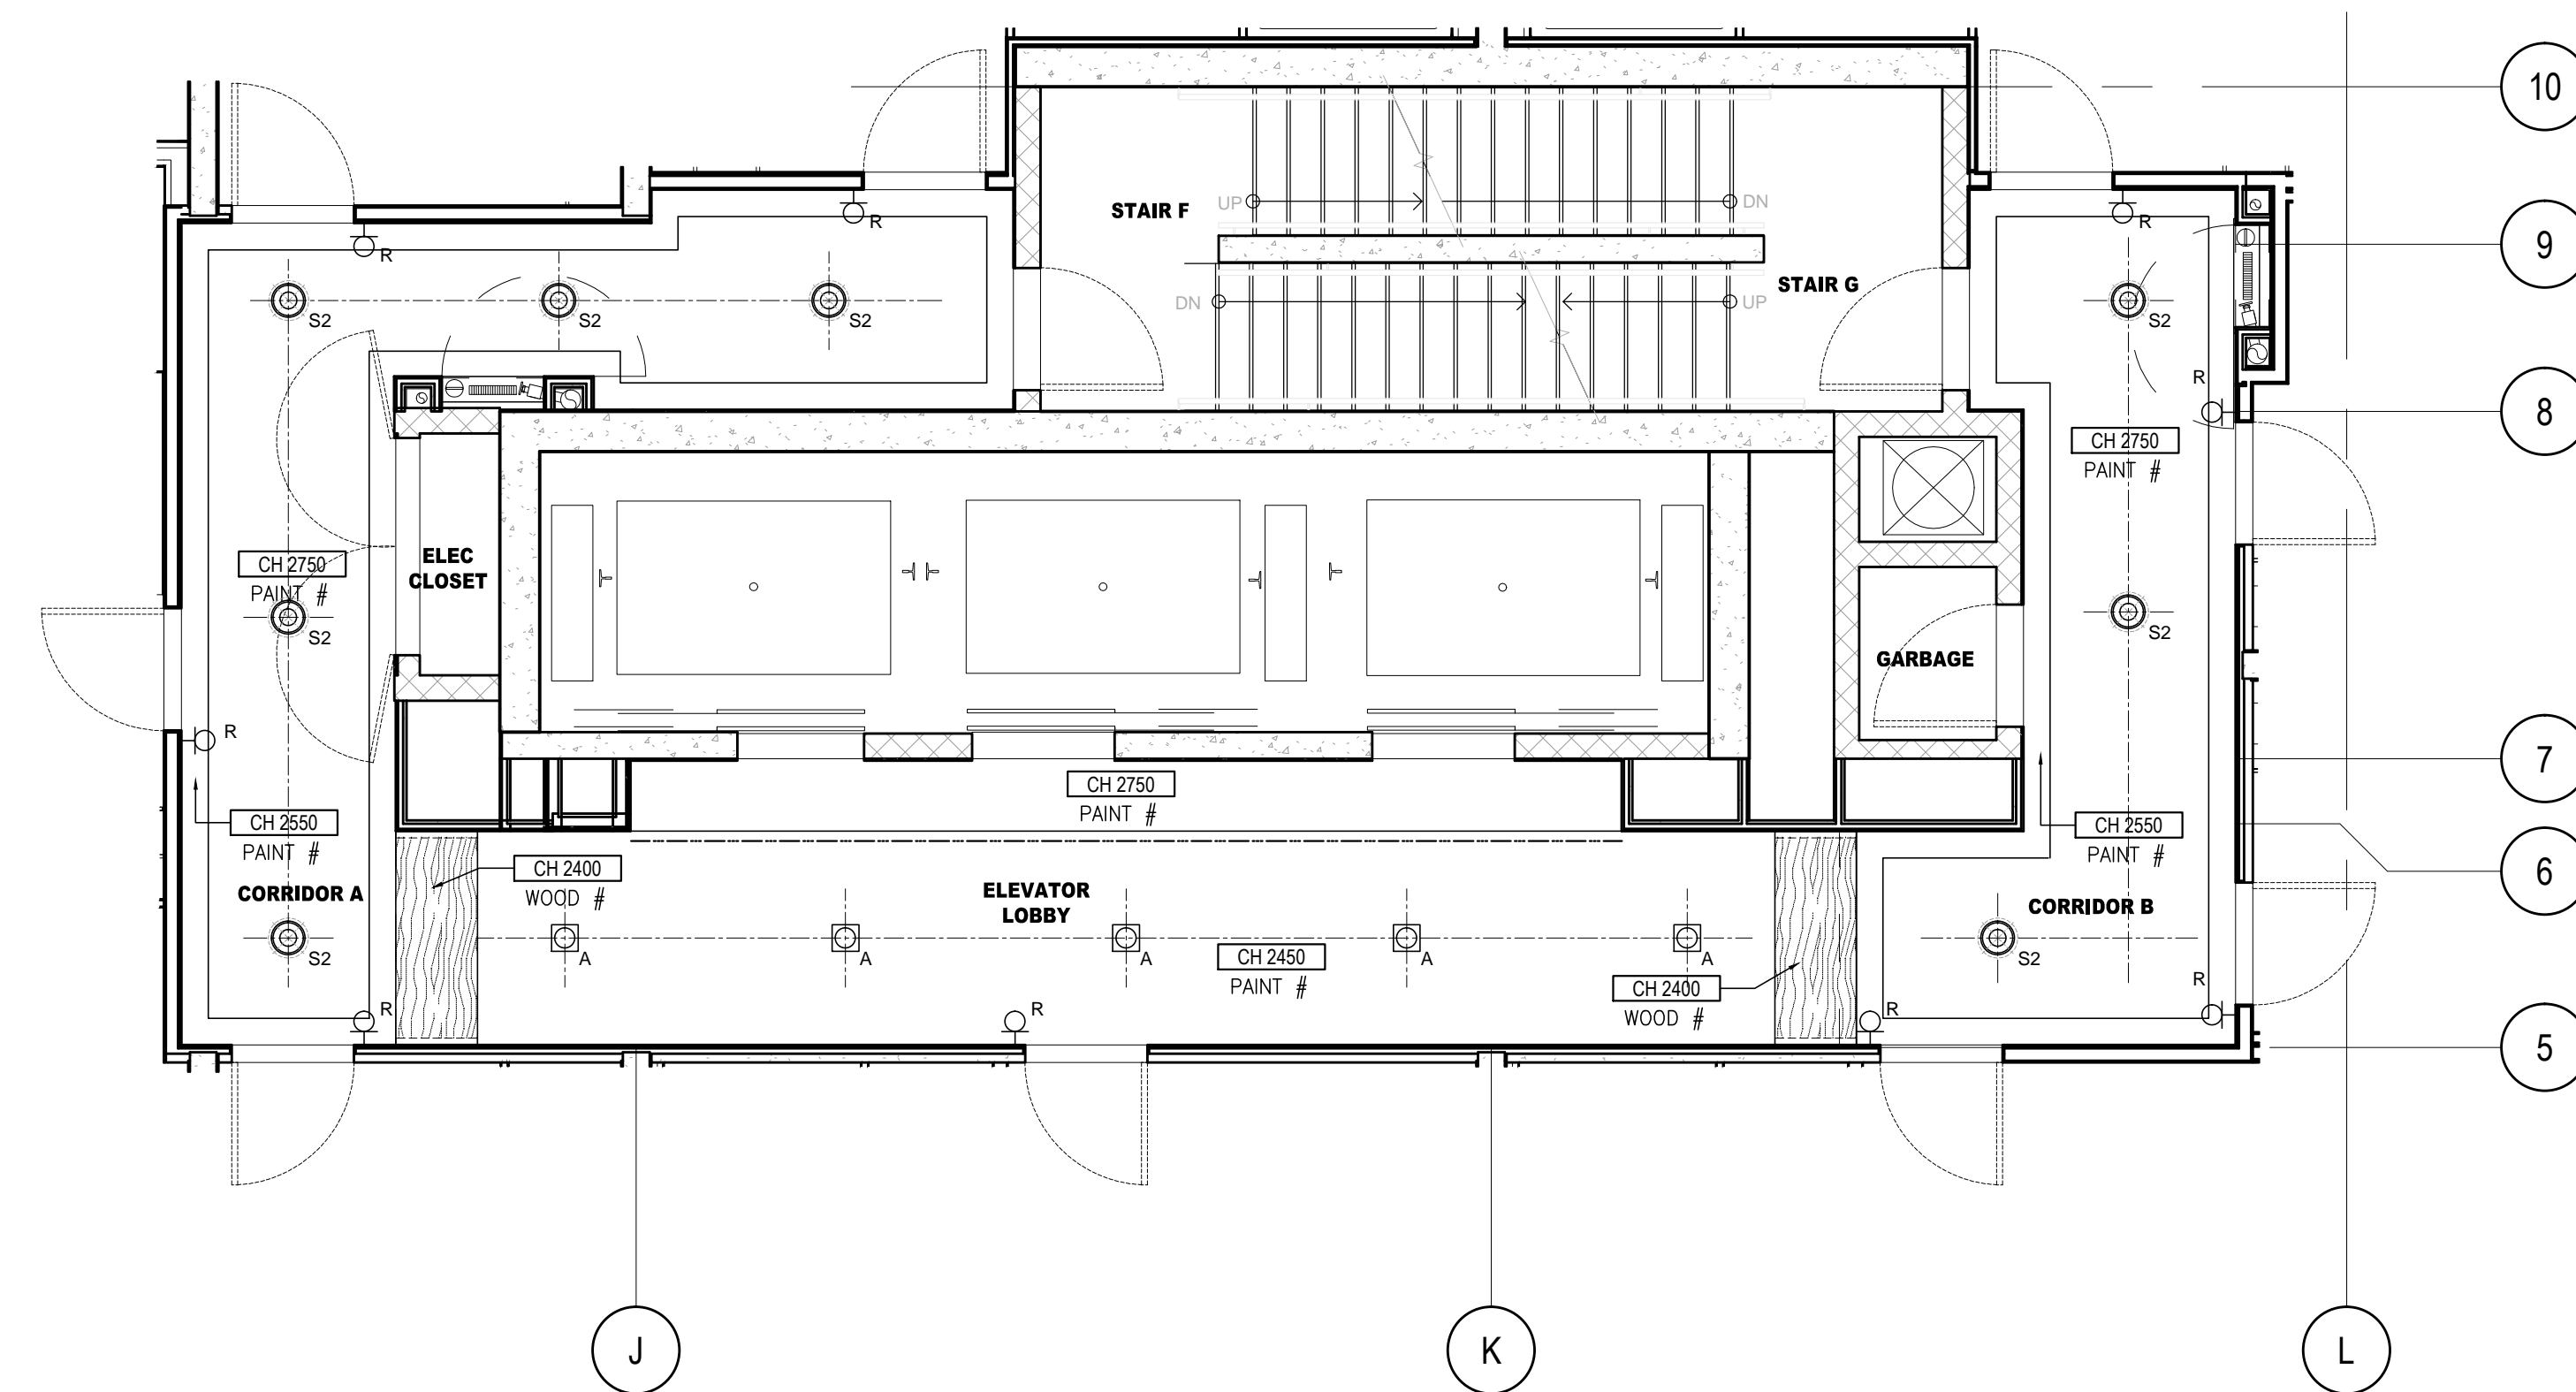 10
STAIR F
UP
DN
R
R
R
9
STAIR G
DN
UP
S2
S2
S2
S2
R
8
CH 2750
PAINT #
ELEC
CLOSET
CH 2750
PAINT #
S2
S2
GARBAGE
R
7
CH 2750
PAINT #
CH 2550
PAINT #
CH 2550
PAINT #
6
CH 2400
WOOD #
CORRIDOR A
ELEVATOR
LOBBY
CORRIDOR B
S2
A
A
A
A
A
S2
CH 2450
PAINT #
CH 2400
WOOD #
R
R
R
R
5
J
K
L